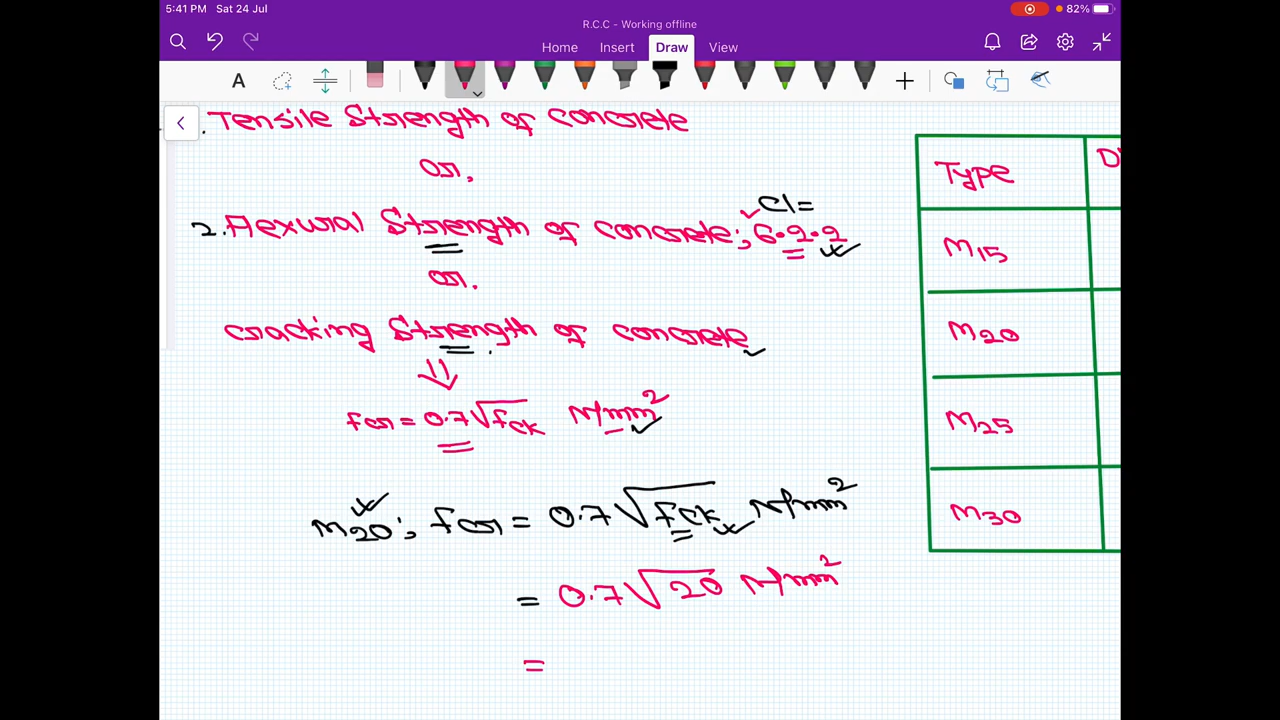 5:41 PM Sat 24 Jul
82%
R.C.C - Working offline
Home Insert Draw View
. Tensile Strength of concrete
or.
Cl=
2. Flexural Strength of concrete; 6.2.2
or.
cracking Strength of concrete
fcr = 0.7√fck N/mm²
M20; fcr = 0.7√fck N/mm²
= 0.7√20 N/mm²
=
Type
M15
M20
M25
M30